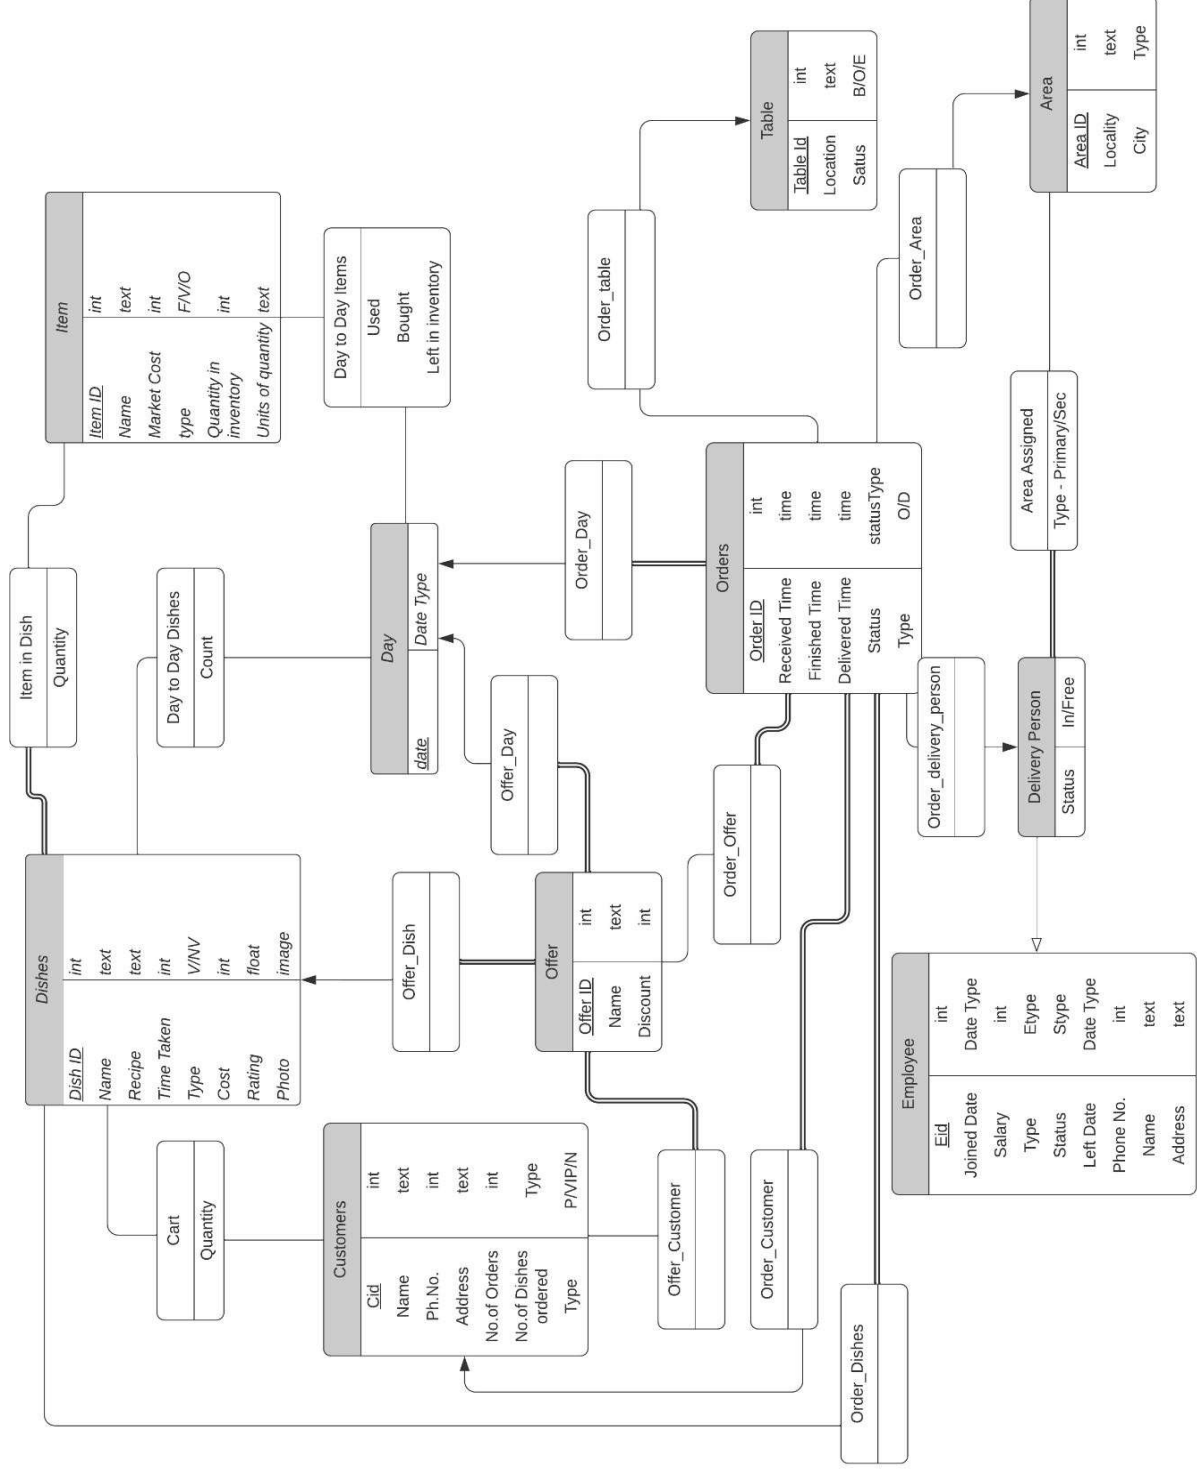 Item
Item ID int
Name text
Market Cost int
type F/V/O
Quantity in
inventory int
Units of quantity text
Day to Day Items
Used
Bought
Left in inventory
Table
Table Id int
Location text
Satus B/O/E
Area
Area ID int
Locality text
City Type
Order_table
Order_Area
Item in Dish
Quantity
Day to Day Dishes
Count
Day
date Date Type
Order_Day
Orders
Order ID int
Received Time time
Finished Time time
Delivered Time time
Status statusType
Type O/D
Area Assigned
Type - Primary/Sec
Offer_Day
Order_Offer
Order_delivery_person
Delivery Person
Status In/Free
Dishes
Dish ID int
Name text
Recipe text
Time Taken int
Type V/NV
Cost int
Rating float
Photo image
Offer_Dish
Offer
Offer ID int
Name text
Discount int
Employee
Eid int
Joined Date Date Type
Salary int
Type Etype
Status Stype
Left Date Date Type
Phone No. int
Name text
Address text
Cart
Quantity
Customers
Cid int
Name text
Ph.No. int
Address text
No.of Orders int
No.of Dishes
ordered Type
Type P/VIP/N
Offer_Customer
Order_Customer
Order_Dishes